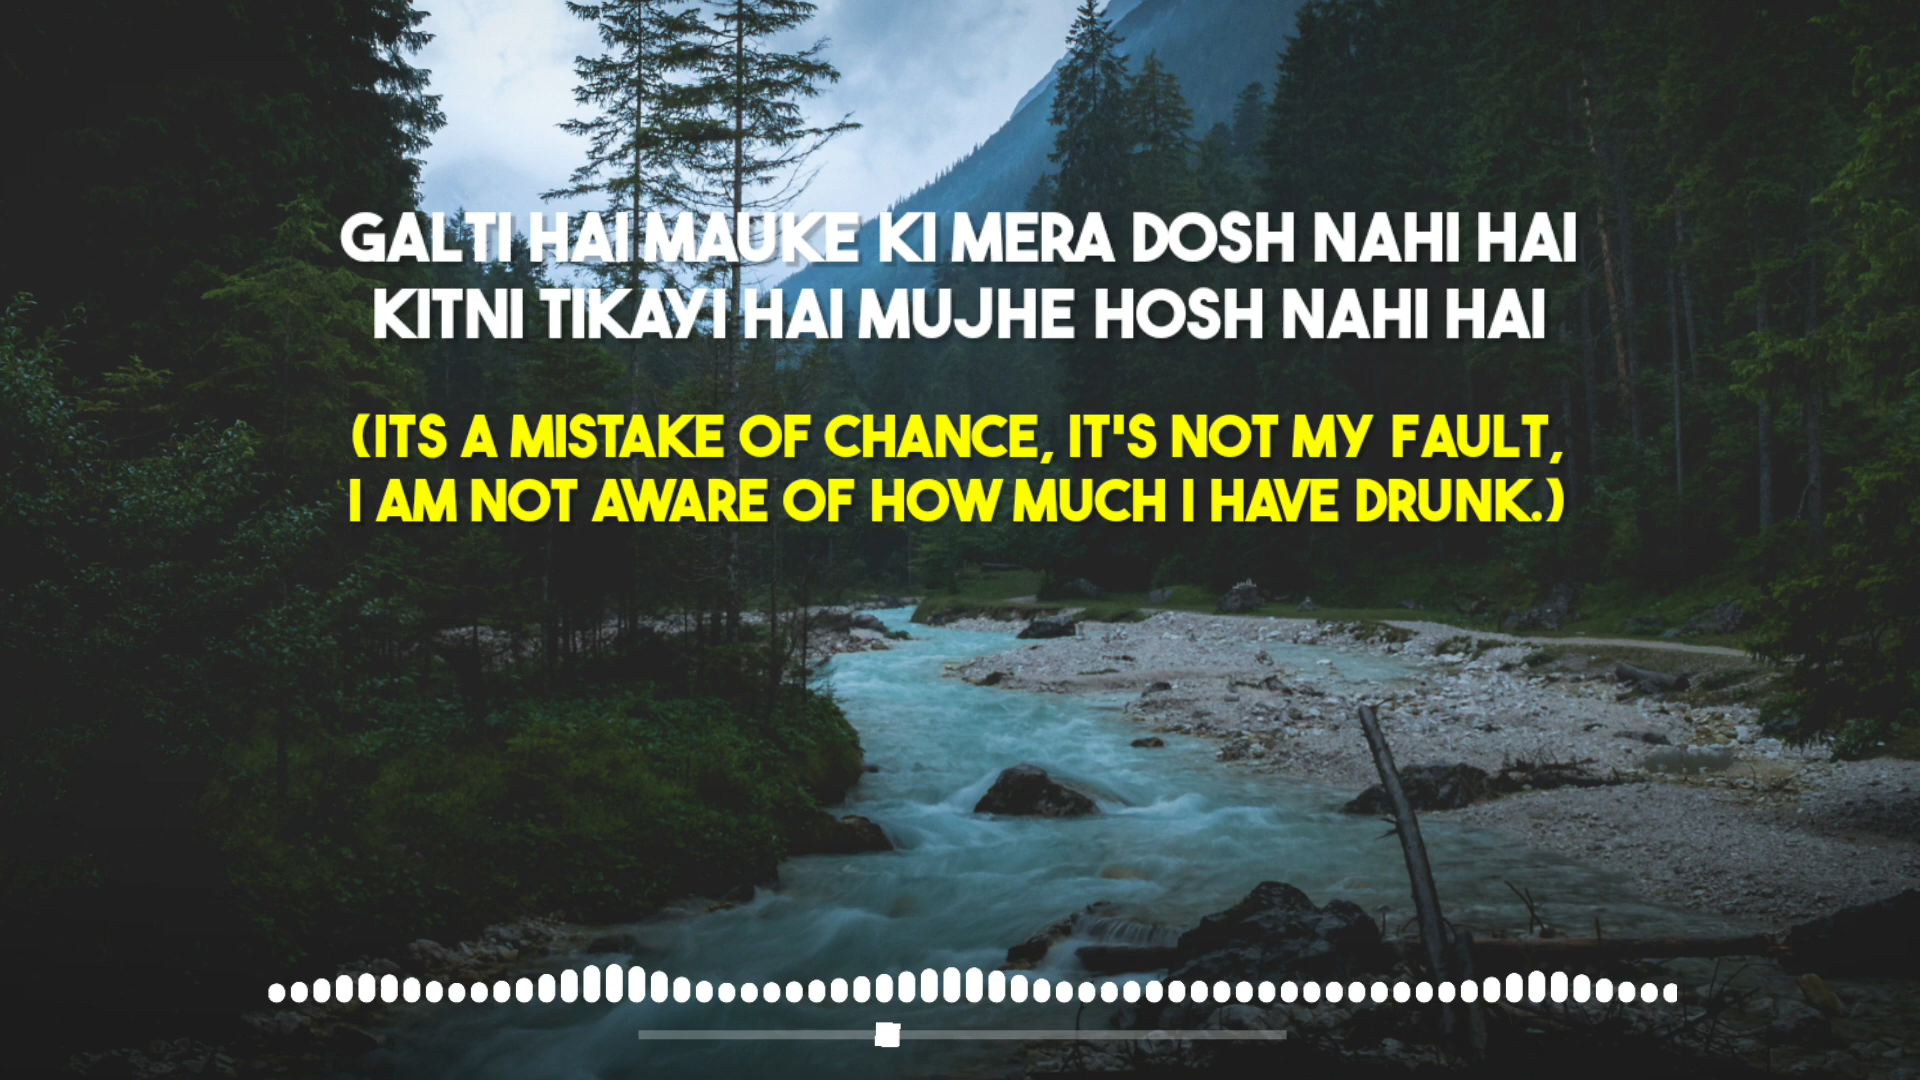 GALTI HAI MAUKE KI MERA DOSH NAHI HAI
KITNI TIKAYI HAI MUJHE HOSH NAHI HAI
(ITS A MISTAKE OF CHANCE, IT'S NOT MY FAULT,
I AM NOT AWARE OF HOW MUCH I HAVE DRUNK.)